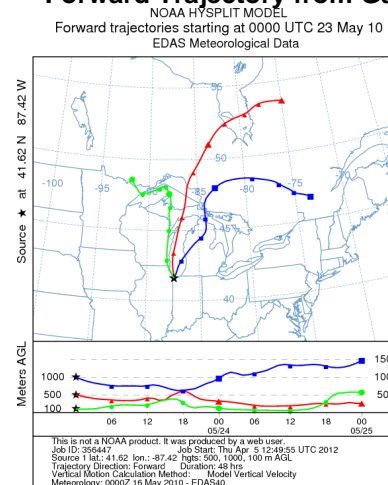 Forward Trajectory from
NOAA HYSPLIT MODEL
Forward trajectories starting at 0000 UTC 23 May 10
EDAS Meteorological Data
Source ★ at 41.62 N 87.42 W
55
50
-100
-95
-85
-80
-75
-70
45
40
Meters AGL
1500
1000
1000
500
500
100
06
12
18
00
06
12
18
00
05/24
05/25
This is not a NOAA product. It was produced by a web user.
Job ID: 356447 Job Start: Thu Apr 5 12:49:55 UTC 2012
Source 1 lat.: 41.62 lon.: -87.42 hgts: 500, 1000, 100 m AGL
Trajectory Direction: Forward Duration: 48 hrs
Vertical Motion Calculation Method: Model Vertical Velocity
Meteorology: 0000Z 16 May 2010 - EDAS40